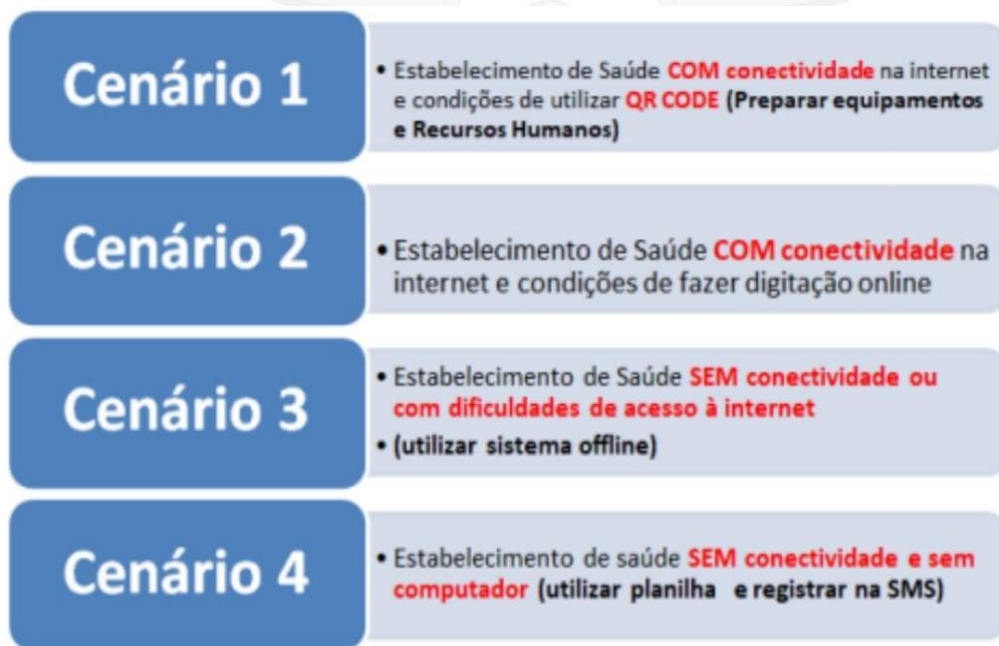 Cenário 1
• Estabelecimento de Saúde COM conectividade na internet
e condições de utilizar QR CODE (Preparar equipamentos
e Recursos Humanos)
Cenário 2
• Estabelecimento de Saúde COM conectividade na
internet e condições de fazer digitação online
Cenário 3
• Estabelecimento de Saúde SEM conectividade ou
com dificuldades de acesso à internet
• (utilizar sistema offline)
Cenário 4
• Estabelecimento de saúde SEM conectividade e sem
computador (utilizar planilha e registrar na SMS)